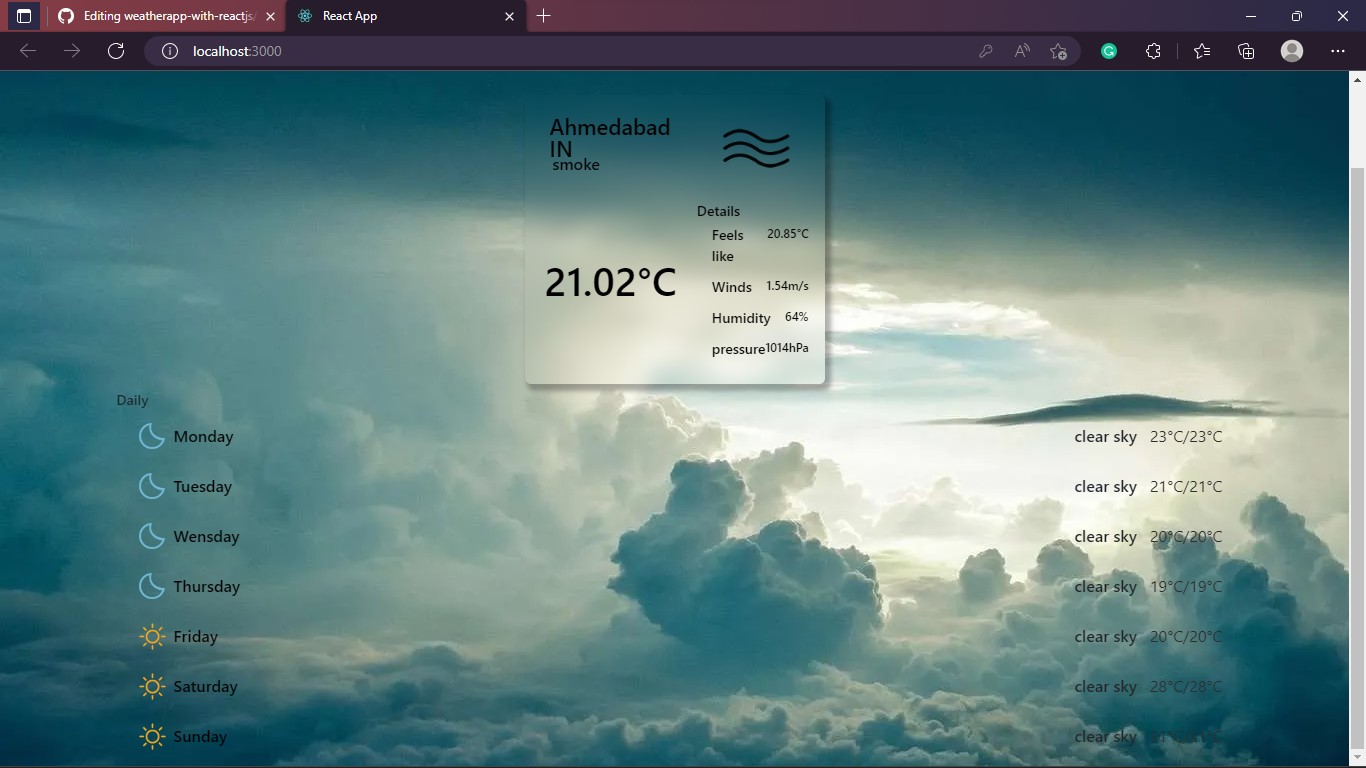 Editing weatherapp-with-reactjs/
React App
localhost:3000
Ahmedabad
IN
smoke
Details
Feels like 20.85°C
21.02°C
Winds 1.54m/s
Humidity 64%
pressure 1014hPa
Daily
Monday clear sky 23°C/23°C
Tuesday clear sky 21°C/21°C
Wensday clear sky 20°C/20°C
Thursday clear sky 19°C/19°C
Friday clear sky 20°C/20°C
Saturday clear sky 28°C/28°C
Sunday clear sky